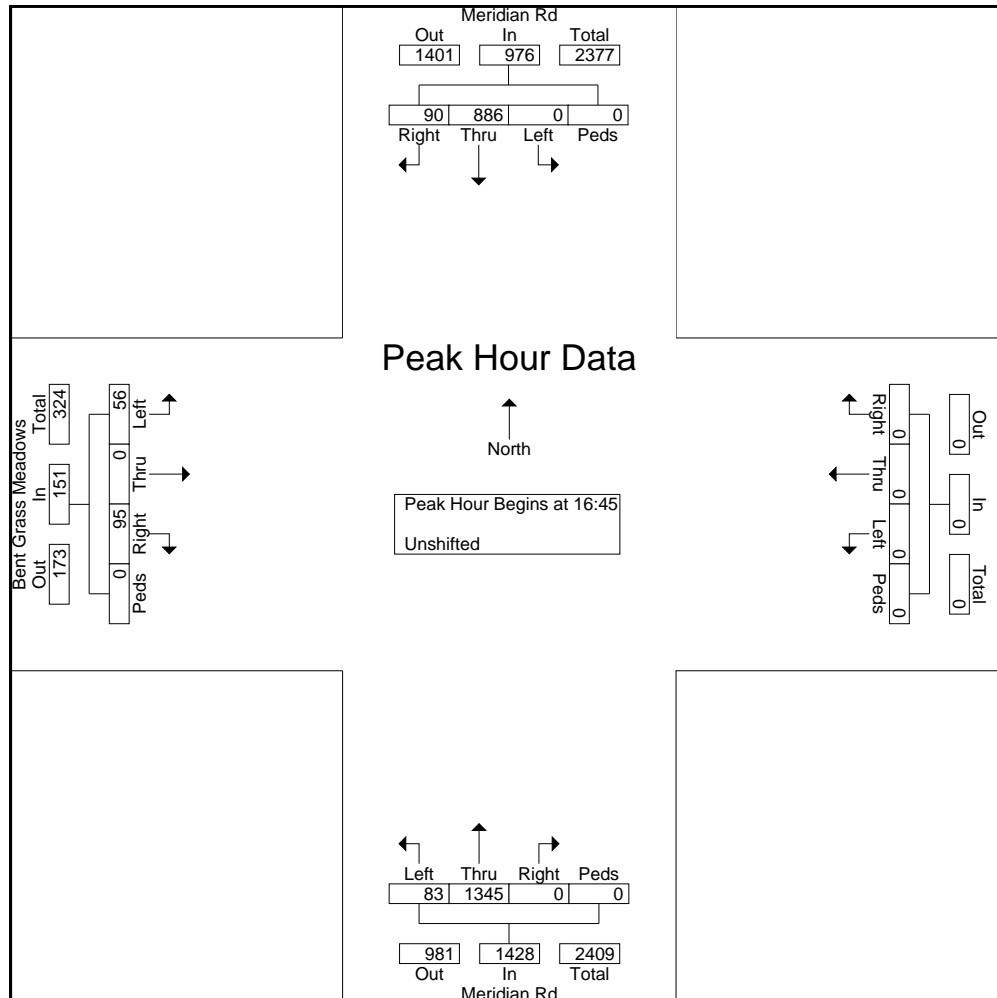 Meridian Rd
Out In Total
1401 976 2377
90 886 0 0
Right Thru Left Peds
Peak Hour Data
North
Peak Hour Begins at 16:45
Unshifted
Bent Grass Meadows
Out In Total
173 151 324
56 0 95 0
Left Thru Right Peds
Out In Total
0 0 0
0 0 0 0
Right Thru Left Peds
Left Thru Right Peds
83 1345 0 0
981 1428 2409
Out In Total
Meridian Rd